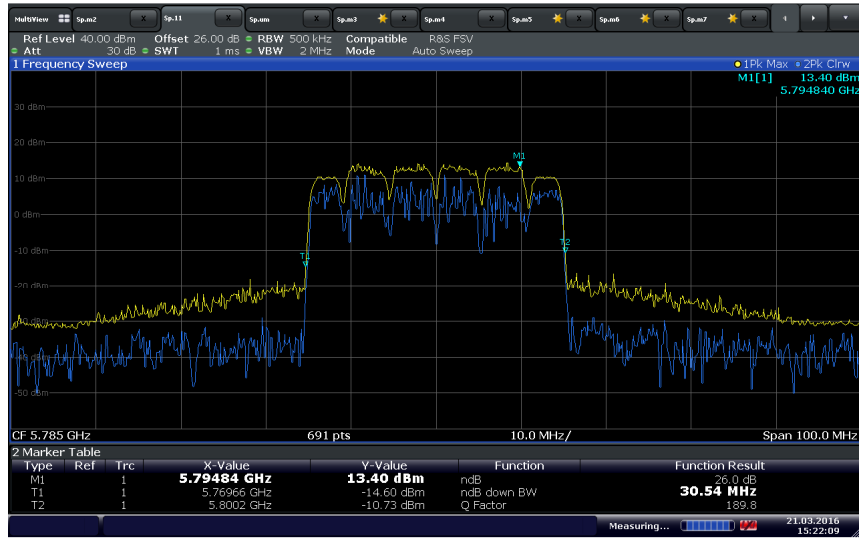 MultiView Sp.m2 X Sp.11 X Sp.um X Sp.m3 X Sp.m4 X Sp.m5 X Sp.m6 X Sp.m7 X
Ref Level 40.00 dBm Offset 26.00 dB RBW 500 kHz Compatible R&S FSV
Att 30 dB SWT 1 ms VBW 2 MHz Mode Auto Sweep
1 Frequency Sweep 1Pk Max 2Pk Clrw
M1[1] 13.40 dBm
5.794840 GHz
30 dBm
20 dBm
M1
10 dBm
0 dBm
T2
-10 dBm
T1
-20 dBm
-30 dBm
-40 dBm
-50 dBm
CF 5.785 GHz 691 pts 10.0 MHz/ Span 100.0 MHz
2 Marker Table
Type Ref Trc X-Value Y-Value Function Function Result
M1 1 5.79484 GHz 13.40 dBm ndB 26.0 dB
T1 1 5.76966 GHz -14.60 dBm ndB down BW 30.54 MHz
T2 1 5.8002 GHz -10.73 dBm Q Factor 189.8
Measuring... 21.03.2016
15:22:09